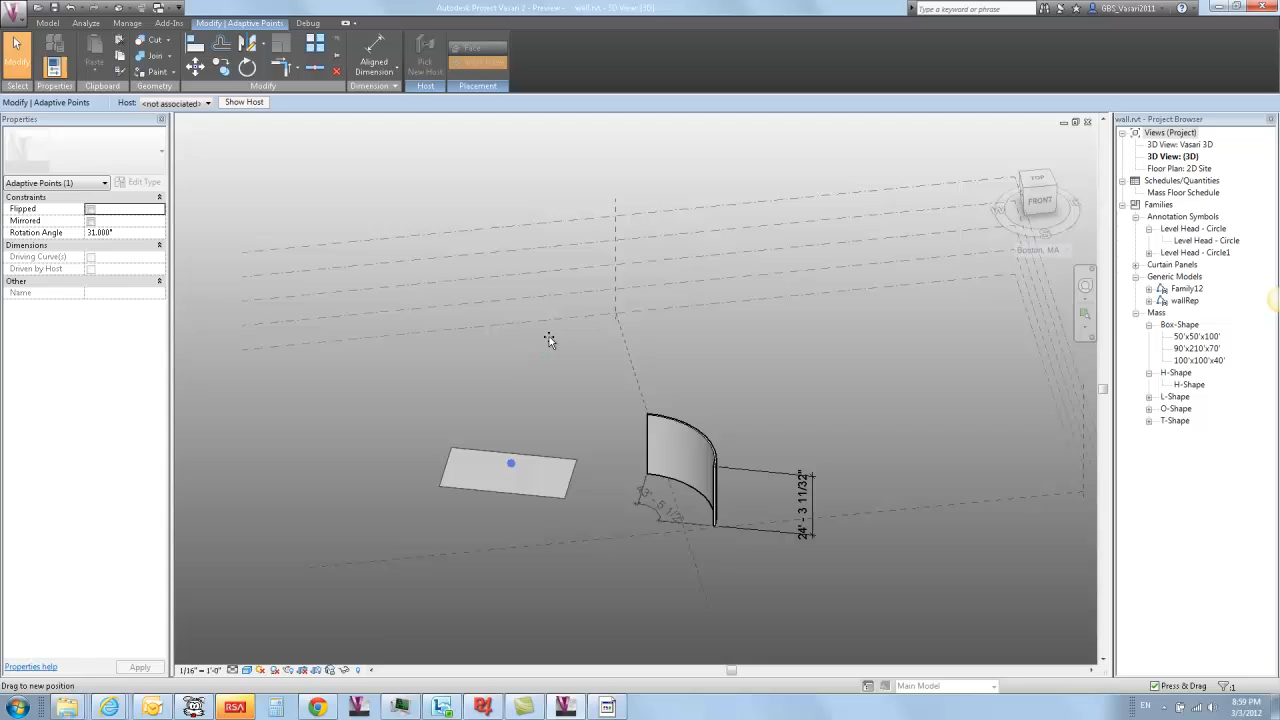 Autodesk Project Vasari 2 - Preview - wall.rvt - 3D View: (3D)
Type a keyword or phrase
GBS_Vasari2011
Model Analyze Manage Add-Ins Modify | Adaptive Points Debug
Cut
Join
Paint
Paste
Modify
Aligned
Dimension
Pick
New Host
Face
Select Properties Clipboard Geometry Modify Dimension Host Placement
Modify | Adaptive Points Host: <not associated> Show Host
Properties
Adaptive Points (1) Edit Type
Constraints
Flipped
Mirrored
Rotation Angle 31.000°
Dimensions
Driving Curve(s)
Driven by Host
Other
Name
Properties help Apply
TOP
FRONT
Boston, MA
24' - 3 11/32"
wall.rvt - Project Browser
Views (Project)
3D View: Vasari 3D
3D View: (3D)
Floor Plan: 2D Site
Schedules/Quantities
Mass Floor Schedule
Families
Annotation Symbols
Level Head - Circle
Level Head - Circle
Level Head - Circle1
Curtain Panels
Generic Models
Family12
wallRep
Mass
Box-Shape
50'x50'x100'
90'x210'x70'
100'x100'x40'
H-Shape
H-Shape
L-Shape
O-Shape
T-Shape
1/16" = 1'-0"
Drag to new position
Main Model
Press & Drag
:1
RSA
EN
8:59 PM
3/3/2012